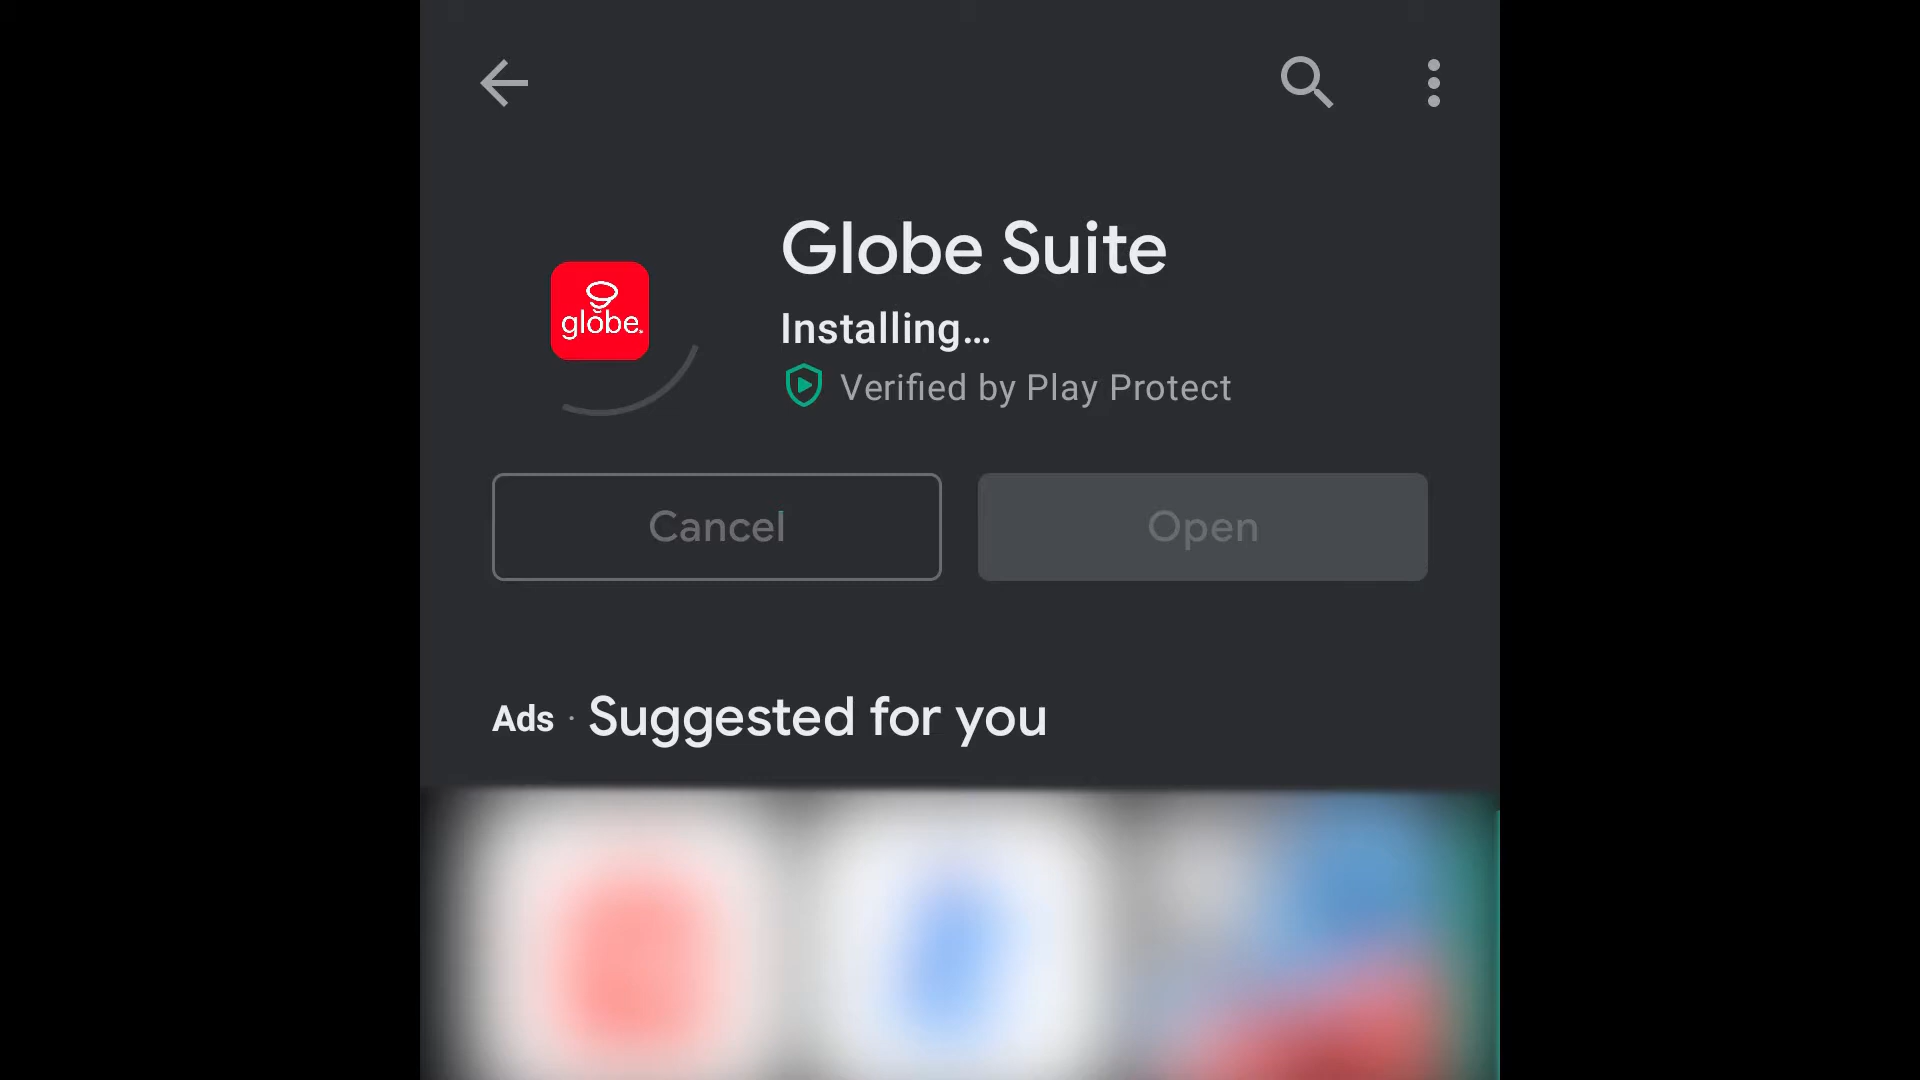 Globe Suite
globe.
Installing...
Verified by Play Protect
Cancel
Open
Ads · Suggested for you